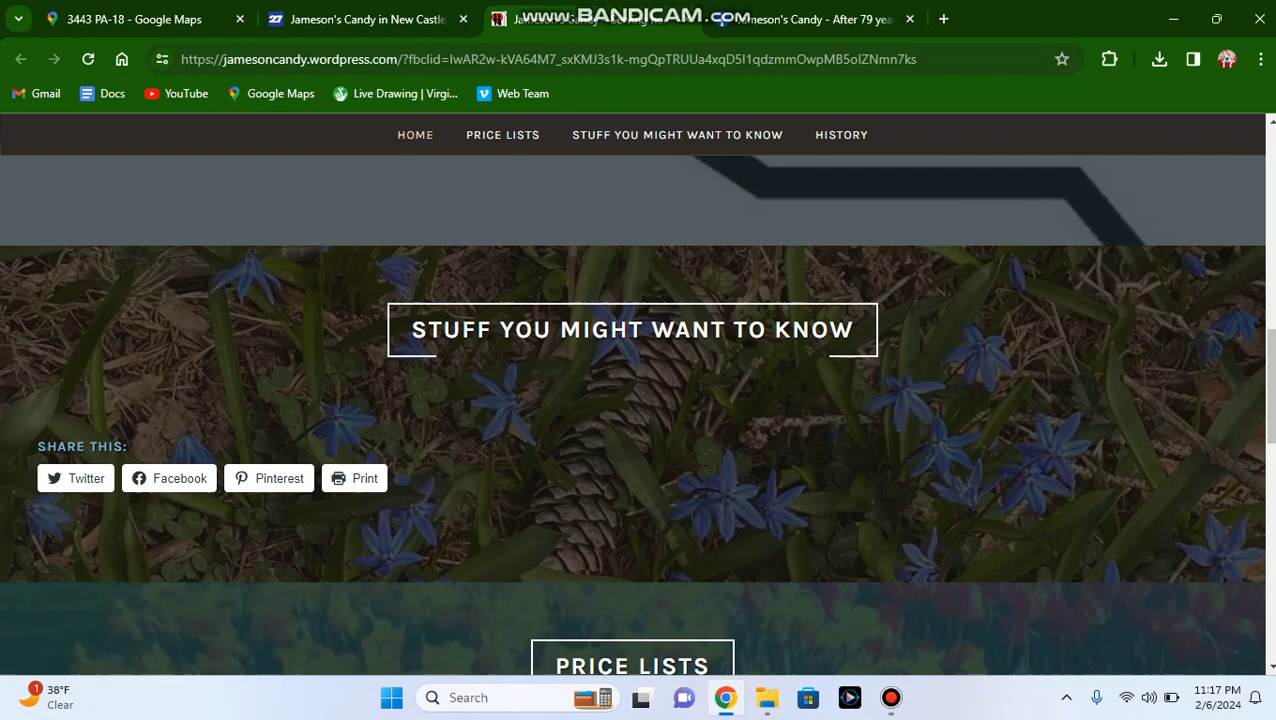 3443 PA-18 - Google Maps
Jameson's Candy in New Castle
www.BANDICAM.com
Jameson's Candy - After 79 yea
https://jamesoncandy.wordpress.com/?fbclid=IwAR2w-kVA64M7_sxKMJ3s1k-mgQpTRUUa4xqD5I1qdzmmOwpMB5oIZNmn7ks
Gmail
Docs
YouTube
Google Maps
Live Drawing | Virgi...
Web Team
HOME
PRICE LISTS
STUFF YOU MIGHT WANT TO KNOW
HISTORY
STUFF YOU MIGHT WANT TO KNOW
SHARE THIS:
Twitter
Facebook
Pinterest
Print
PRICE LISTS
1
38°F
Clear
Search
11:17 PM
2/6/2024